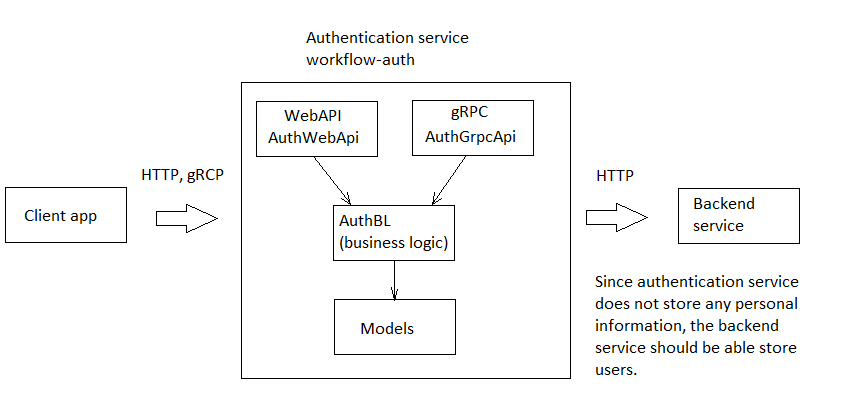 Authentication service
workflow-auth
WebAPI
AuthWebApi
gRPC
AuthGrpcApi
HTTP, gRCP
HTTP
Client app
AuthBL
(business logic)
Backend
service
Models
Since authentication service
does not store any personal
information, the backend
service should be able store
users.